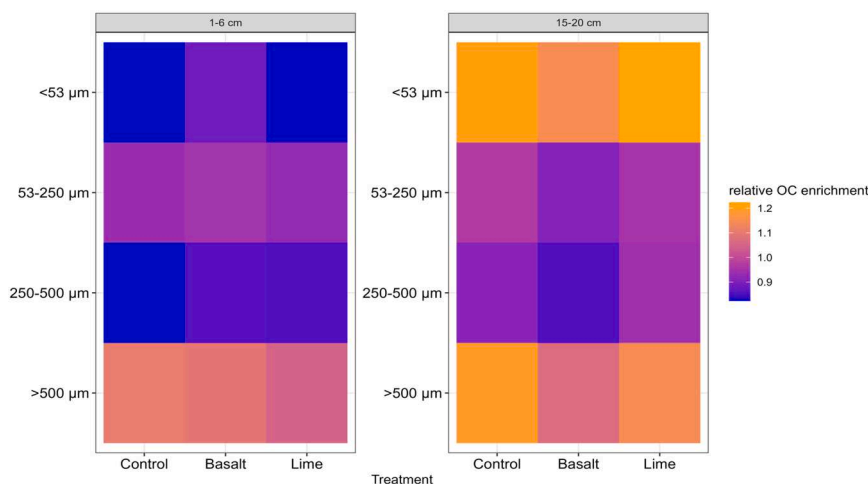 1-6 cm
15-20 cm
<53 µm
53-250 µm
250-500 µm
>500 µm
<53 µm
53-250 µm
250-500 µm
>500 µm
relative OC enrichment
1.2
1.1
1.0
0.9
Control Basalt Lime
Control Basalt Lime
Treatment